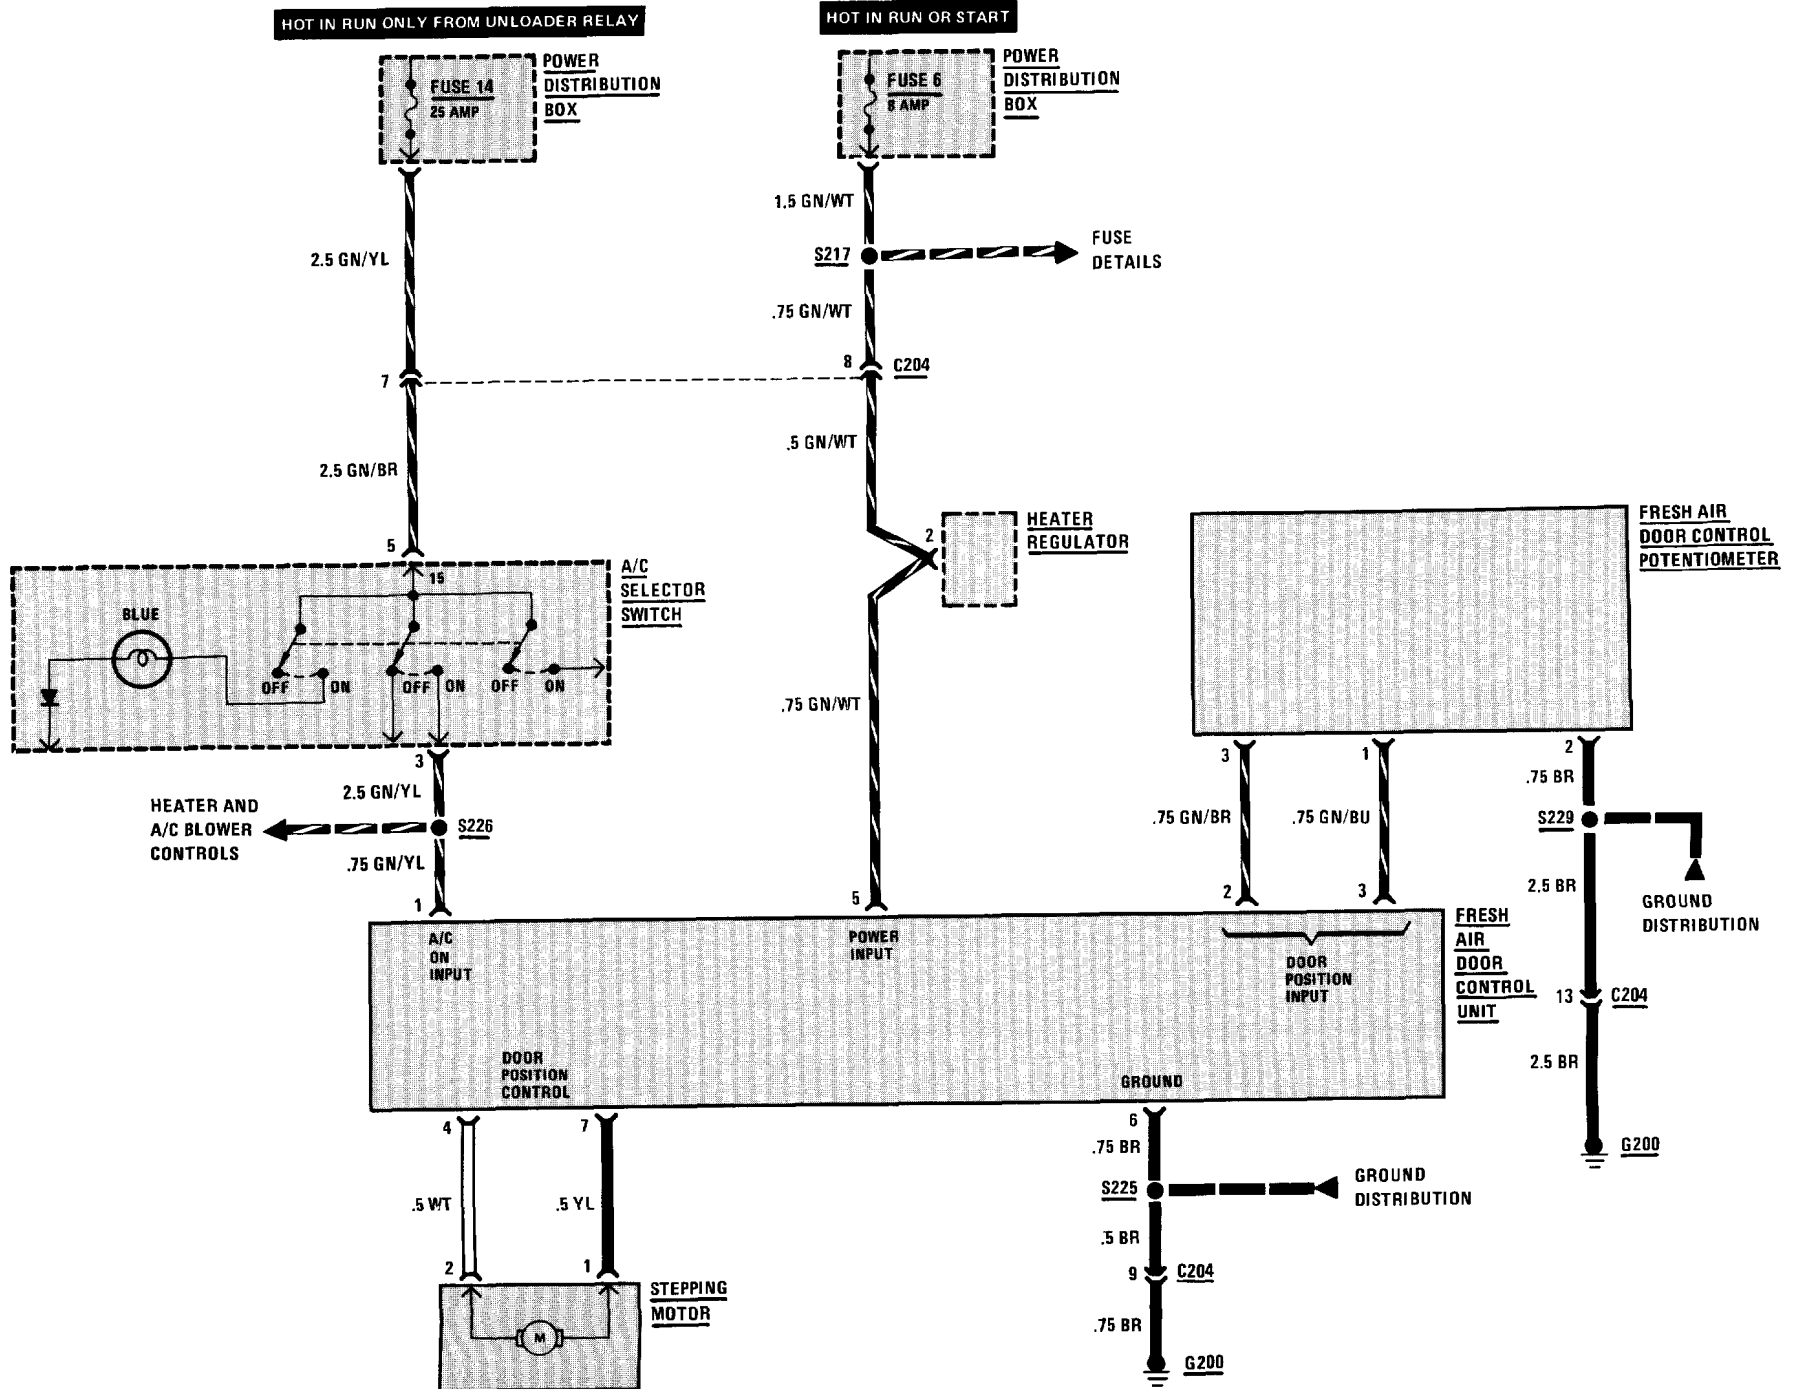 HOT IN RUN ONLY FROM UNLOADER RELAY
HOT IN RUN OR START
FUSE 14
25 AMP
POWER
DISTRIBUTION
BOX
FUSE 6
8 AMP
POWER
DISTRIBUTION
BOX
1.5 GN/WT
2.5 GN/YL
S217
FUSE
DETAILS
.75 GN/WT
7
8
C204
.5 GN/WT
2.5 GN/BR
5
15
A/C
SELECTOR
SWITCH
2
HEATER
REGULATOR
FRESH AIR
DOOR CONTROL
POTENTIOMETER
BLUE
OFF
ON
OFF
ON
OFF
ON
.75 GN/WT
3
2.5 GN/YL
HEATER AND
A/C BLOWER
CONTROLS
S226
.75 GN/YL
1
5
3
1
2
.75 BR
.75 GN/BR
.75 GN/BU
S229
2.5 BR
GROUND
DISTRIBUTION
2
3
A/C
ON
INPUT
POWER
INPUT
DOOR
POSITION
INPUT
FRESH
AIR
DOOR
CONTROL
UNIT
13
C204
2.5 BR
G200
DOOR
POSITION
CONTROL
GROUND
4
7
6
.75 BR
S225
GROUND
DISTRIBUTION
.5 WT
.5 YL
.5 BR
2
1
9
C204
STEPPING
MOTOR
M
.75 BR
G200